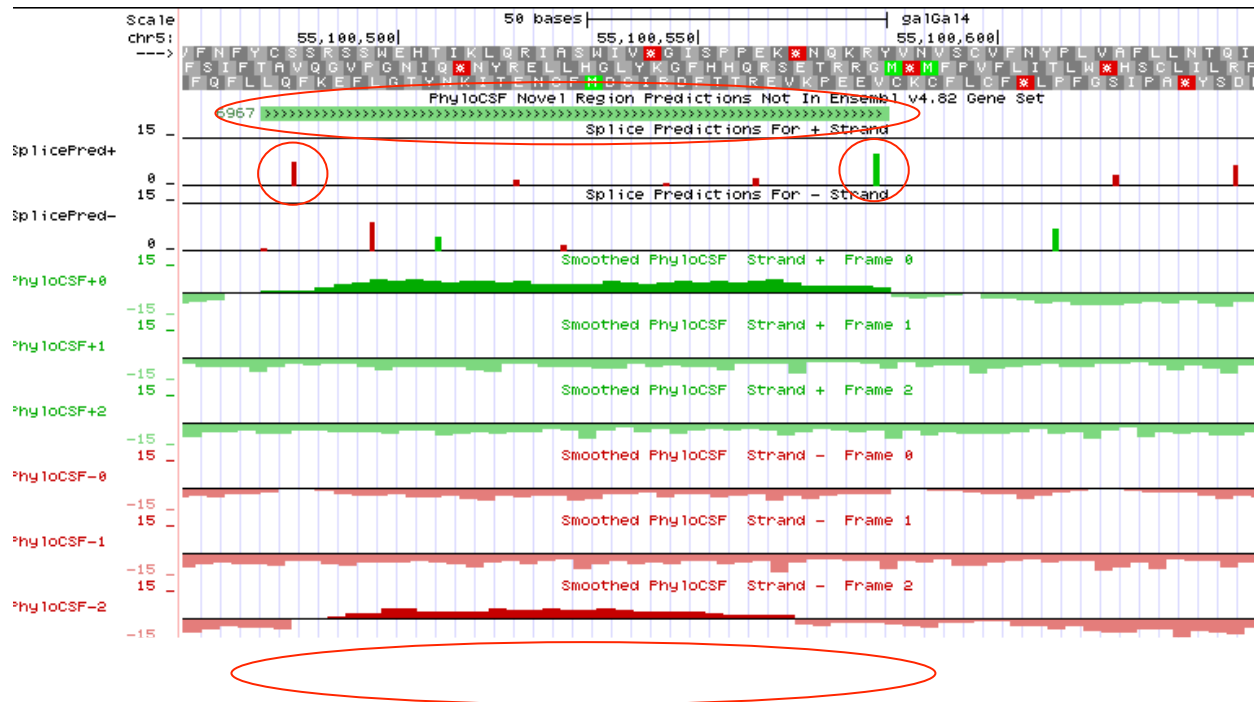 Scale 50 bases galGal4
chr5: 55,100,500 55,100,550 55,100,600
--->
PhyloCSF Novel Region Predictions Not In Ensembl v4.82 Gene Set
6967
Splice Predictions For + Strand
15 _
SplicePred+
0 _
Splice Predictions For - Strand
15 _
SplicePred-
0 _
Smoothed PhyloCSF Strand + Frame 0
15 _
PhyloCSF+0
-15 _
Smoothed PhyloCSF Strand + Frame 1
15 _
PhyloCSF+1
-15 _
Smoothed PhyloCSF Strand + Frame 2
15 _
PhyloCSF+2
-15 _
Smoothed PhyloCSF Strand - Frame 0
15 _
PhyloCSF-0
-15 _
Smoothed PhyloCSF Strand - Frame 1
15 _
PhyloCSF-1
-15 _
Smoothed PhyloCSF Strand - Frame 2
15 _
PhyloCSF-2
-15